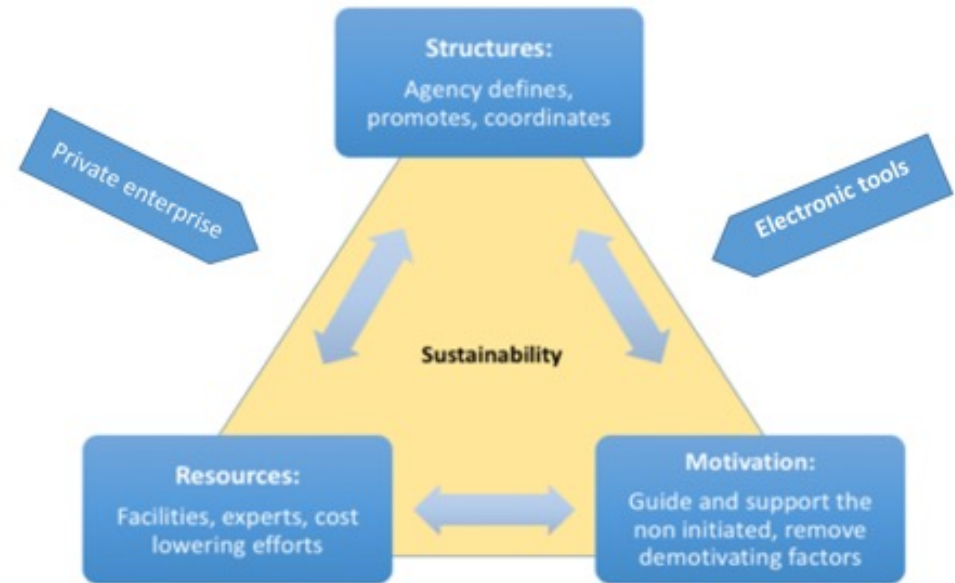 Structures:
Agency defines,
promotes, coordinates
Private enterprise
Electronic tools
Sustainability
Resources:
Facilities, experts, cost
lowering efforts
Motivation:
Guide and support the
non initiated, remove
demotivating factors